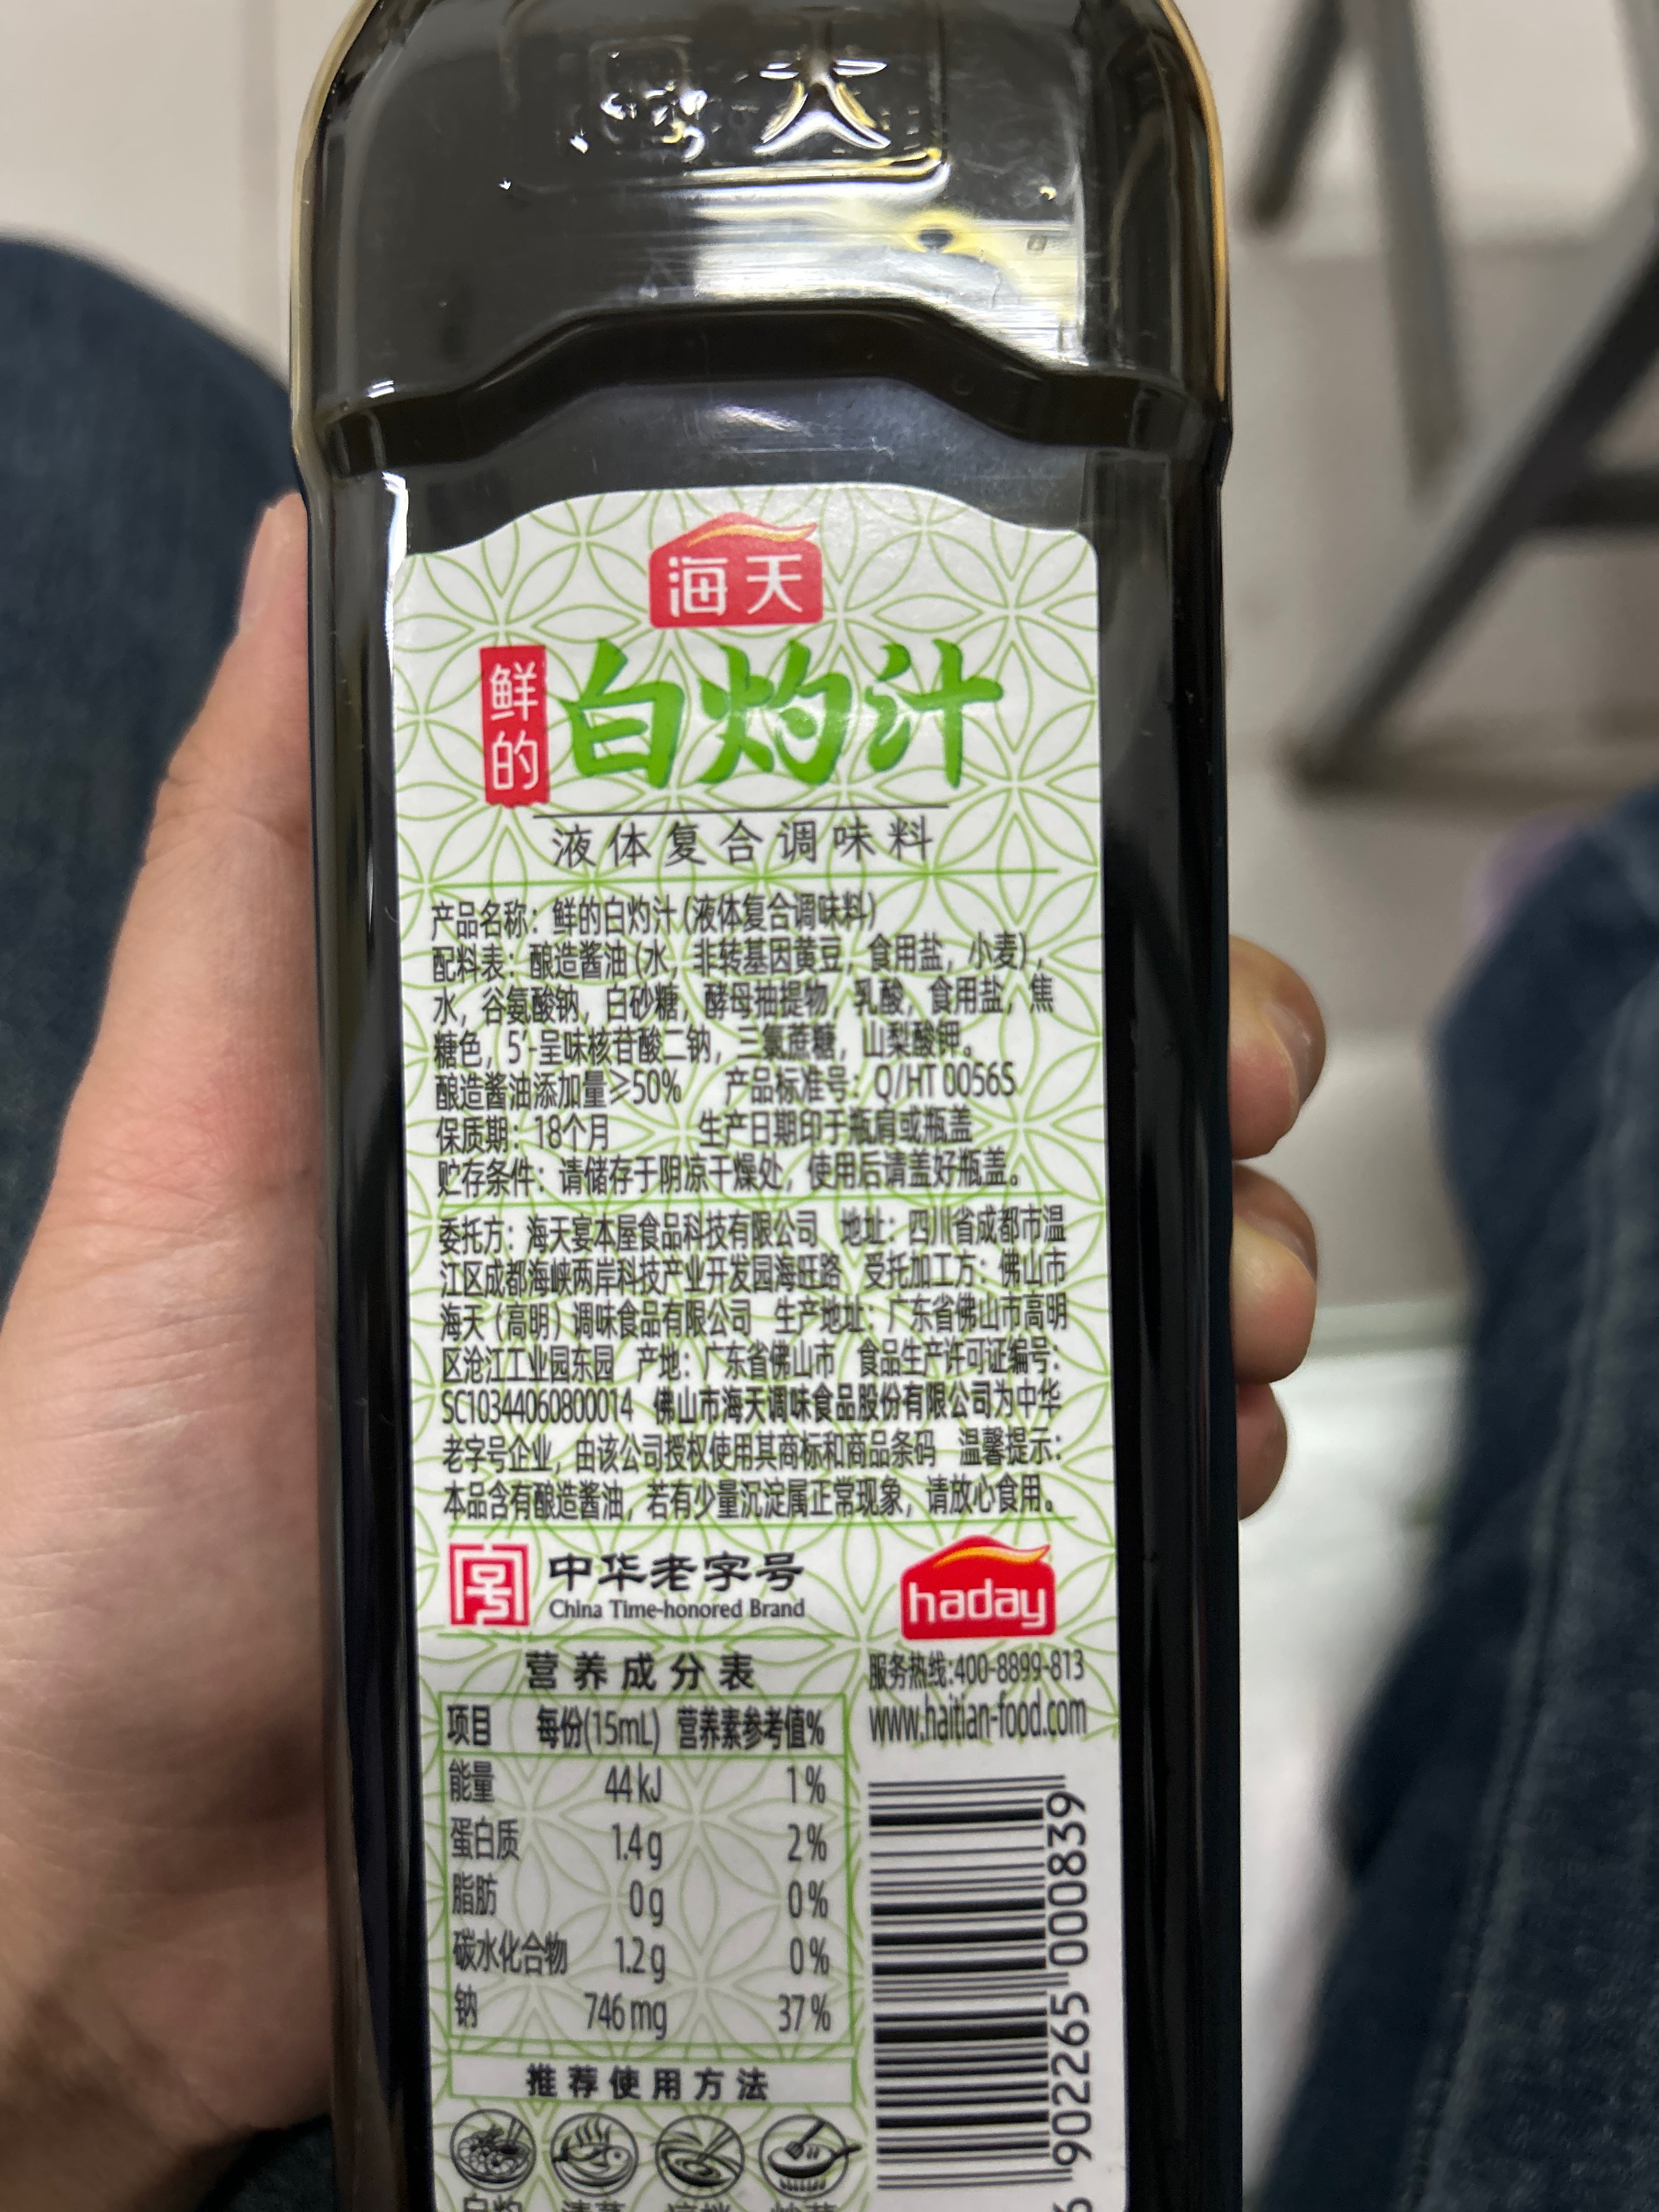 天
海天
鲜的
白灼汁
液体复合调味料
产品名称：鲜的白灼汁(液体复合调味料)
配料表：酿造酱油(水，非转基因黄豆，食用盐，小麦)，
水，谷氨酸钠，白砂糖，酵母抽提物，乳酸，食用盐，焦
糖色，5'-呈味核苷酸二钠，三氯蔗糖，山梨酸钾。
酿造酱油添加量≥50% 产品标准号：Q/HT 0056S
保质期：18个月 生产日期印于瓶肩或瓶盖
贮存条件：请储存于阴凉干燥处，使用后请盖好瓶盖。
委托方：海天宴本屋食品科技有限公司 地址：四川省成都市温
江区成都海峡两岸科技产业开发园海旺路 受托加工方：佛山市
海天（高明）调味食品有限公司 生产地址：广东省佛山市高明
区沧江工业园东园 产地：广东省佛山市 食品生产许可证编号：
SC10344060800014 佛山市海天调味食品股份有限公司为中华
老字号企业，由该公司授权使用其商标和商品条码 温馨提示：
本品含有酿造酱油，若有少量沉淀属正常现象，请放心食用。
中华老字号
China Time-honored Brand
haday
服务热线:400-8899-813
www.haitian-food.com
营养成分表
项目 每份(15mL) 营养素参考值%
能量 44kJ 1%
蛋白质 1.4g 2%
脂肪 0g 0%
碳水化合物 1.2g 0%
钠 746mg 37%
推荐使用方法
6 902265 000839